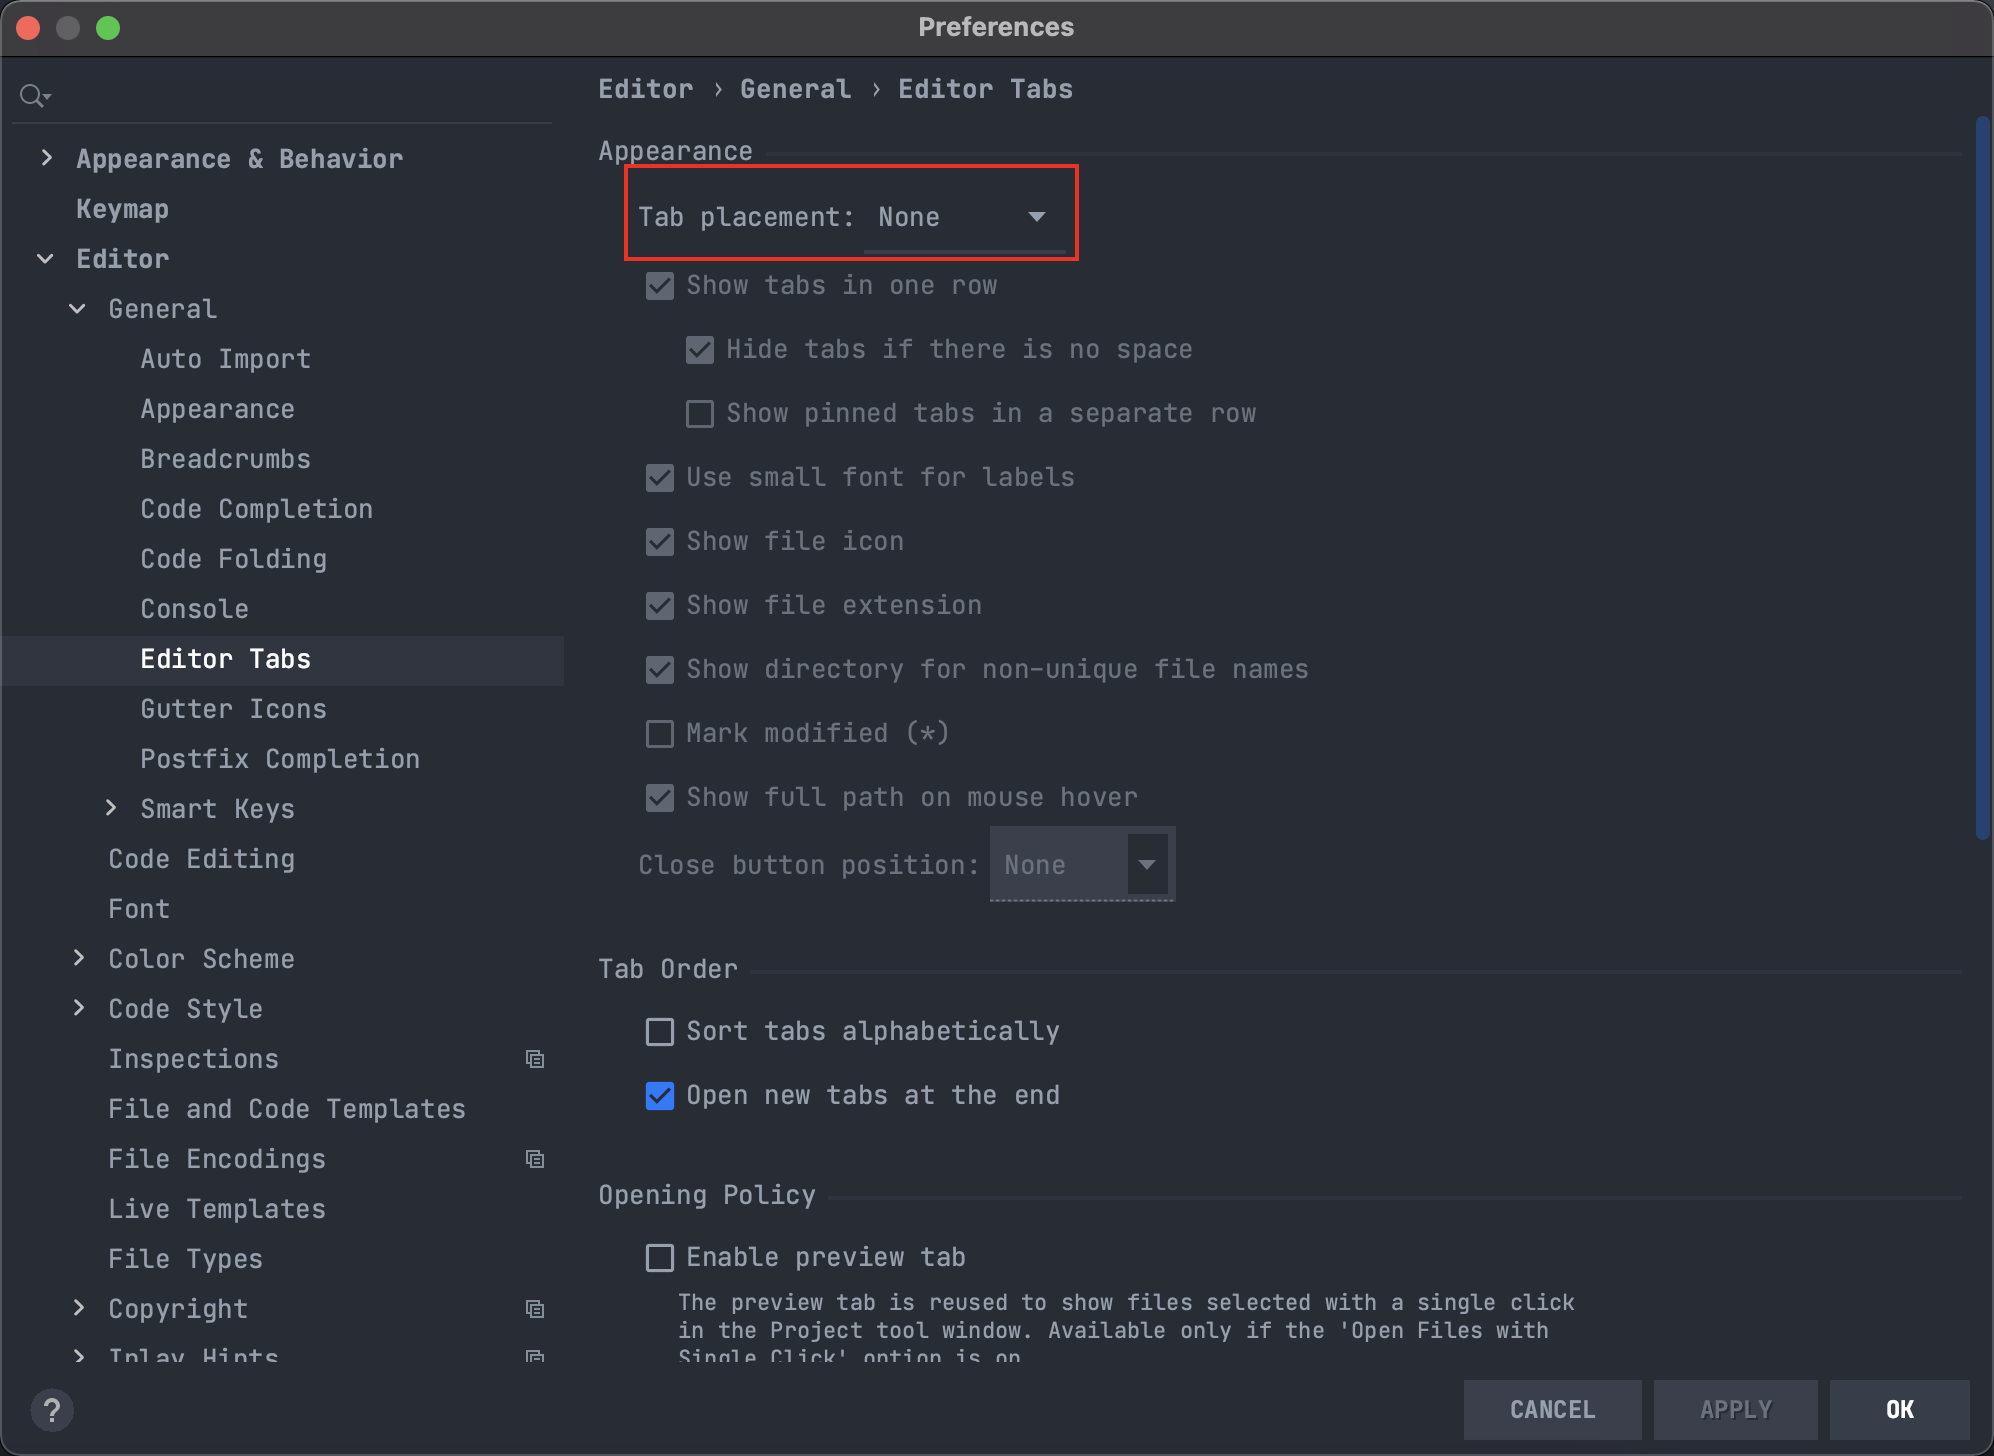 Preferences
Editor › General › Editor Tabs
Appearance & Behavior
Keymap
Editor
General
Auto Import
Appearance
Breadcrumbs
Code Completion
Code Folding
Console
Editor Tabs
Gutter Icons
Postfix Completion
Smart Keys
Code Editing
Font
Color Scheme
Code Style
Inspections
File and Code Templates
File Encodings
Live Templates
File Types
Copyright
Inlay Hints
Appearance
Tab placement: None
Show tabs in one row
Hide tabs if there is no space
Show pinned tabs in a separate row
Use small font for labels
Show file icon
Show file extension
Show directory for non-unique file names
Mark modified (*)
Show full path on mouse hover
Close button position: None
Tab Order
Sort tabs alphabetically
Open new tabs at the end
Opening Policy
Enable preview tab
The preview tab is reused to show files selected with a single click
in the Project tool window. Available only if the 'Open Files with
Single Click' option is on
?
CANCEL
APPLY
OK